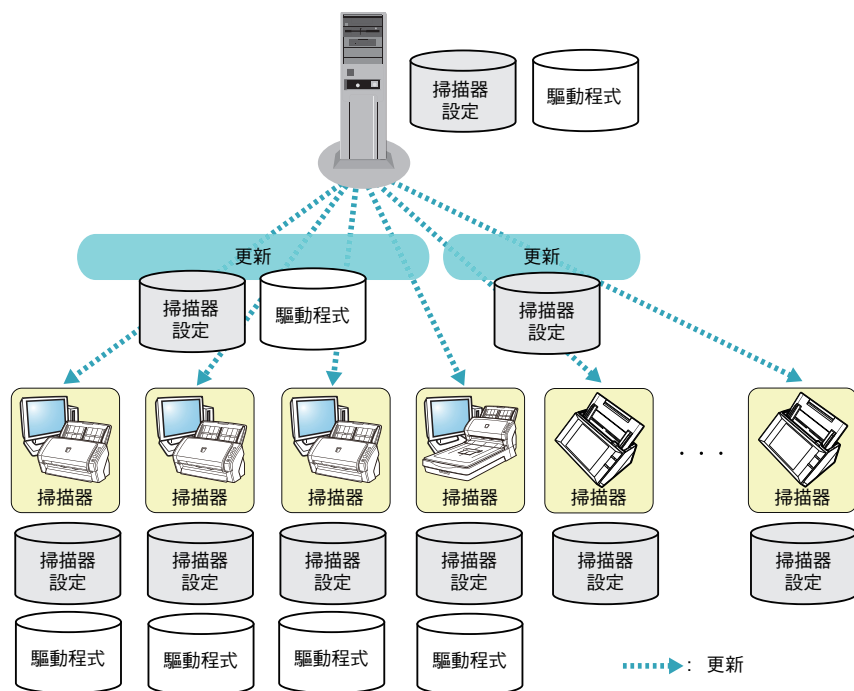 掃描器
設定
驅動程式
更新
更新
掃描器
設定
驅動程式
掃描器
設定
掃描器
掃描器
掃描器
掃描器
掃描器
. . .
掃描器
掃描器
設定
掃描器
設定
掃描器
設定
掃描器
設定
掃描器
設定
掃描器
設定
驅動程式
驅動程式
驅動程式
驅動程式
: 更新